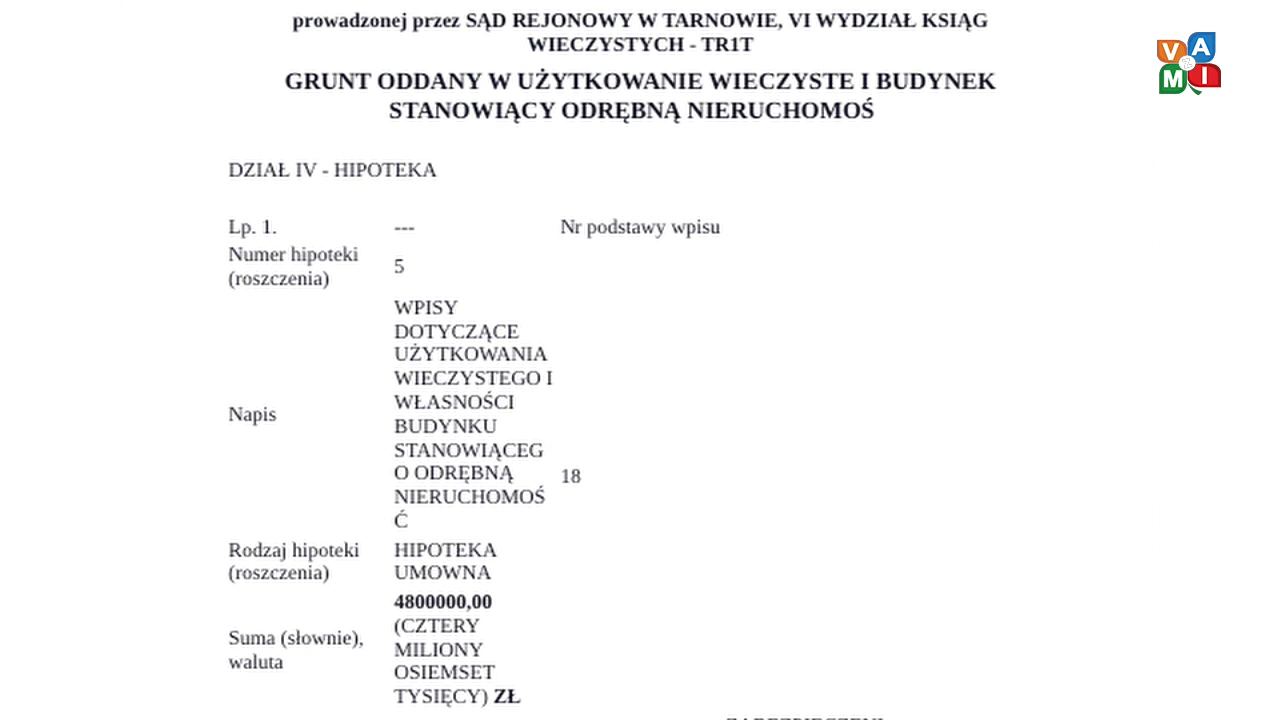 prowadzonej przez SĄD REJONOWY W TARNOWIE, VI WYDZIAŁ KSIĄG
WIECZYSTYCH - TR1T
GRUNT ODDANY W UŻYTKOWANIE WIECZYSTE I BUDYNEK
STANOWIĄCY ODRĘBNĄ NIERUCHOMOŚ
V A
M I
DZIAŁ IV - HIPOTEKA
Lp. 1. --- Nr podstawy wpisu
Numer hipoteki
(roszczenia)
5
Napis
WPISY
DOTYCZĄCE
UŻYTKOWANIA
WIECZYSTEGO I
WŁASNOŚCI
BUDYNKU
STANOWIĄCEG
O ODRĘBNĄ
NIERUCHOMOŚ
Ć
18
Rodzaj hipoteki
(roszczenia)
HIPOTEKA
UMOWNA
Suma (słownie),
waluta
4800000,00
(CZTERY
MILIONY
OSIEMSET
TYSIĘCY) ZŁ